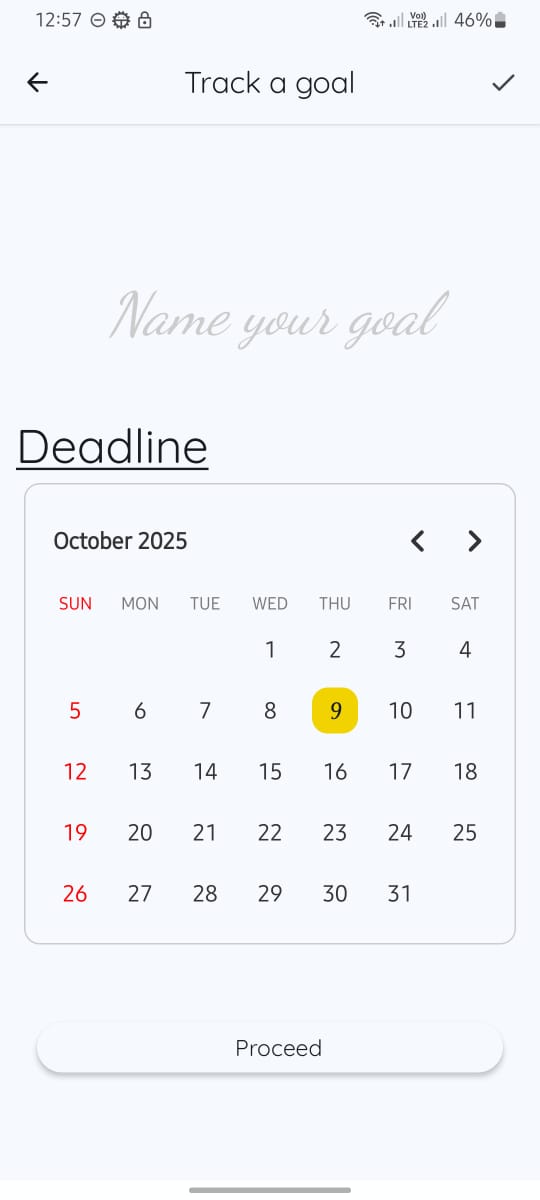 12:57 Vo)) LTE2 46%
Track a goal
Name your goal
Deadline
October 2025
SUN MON TUE WED THU FRI SAT
1 2 3 4
5 6 7 8 9 10 11
12 13 14 15 16 17 18
19 20 21 22 23 24 25
26 27 28 29 30 31
Proceed